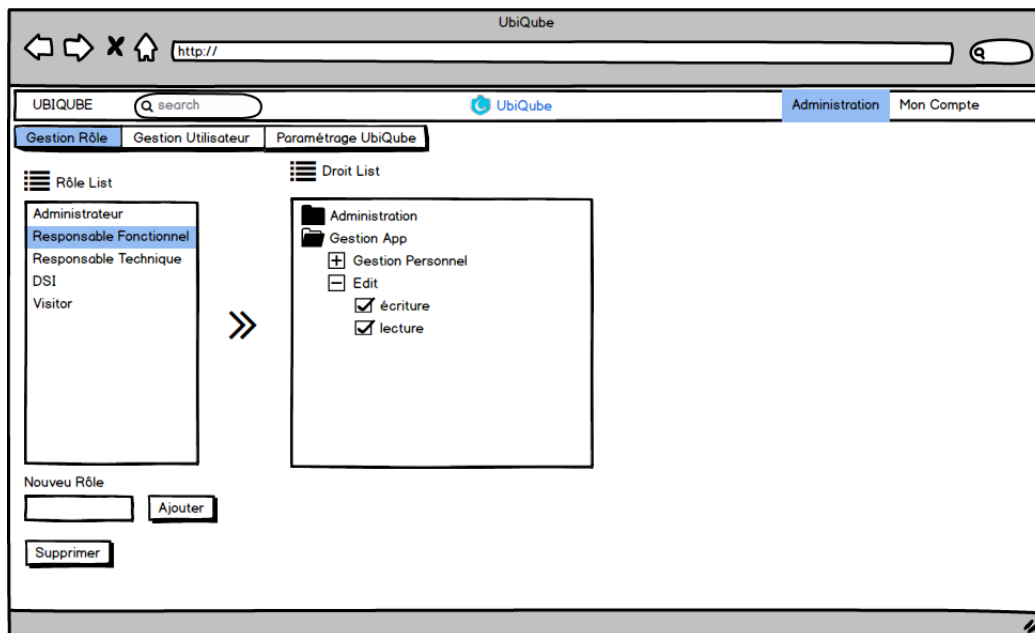 UbiQube
http://
UBIQUBE search UbiQube Administration Mon Compte
Gestion Rôle Gestion Utilisateur Paramétrage UbiQube
Rôle List
Administrateur
Responsable Fonctionnel
Responsable Technique
DSI
Visitor
Droit List
Administration
Gestion App
Gestion Personnel
Edit
écriture
lecture
Nouveu Rôle
Ajouter
Supprimer